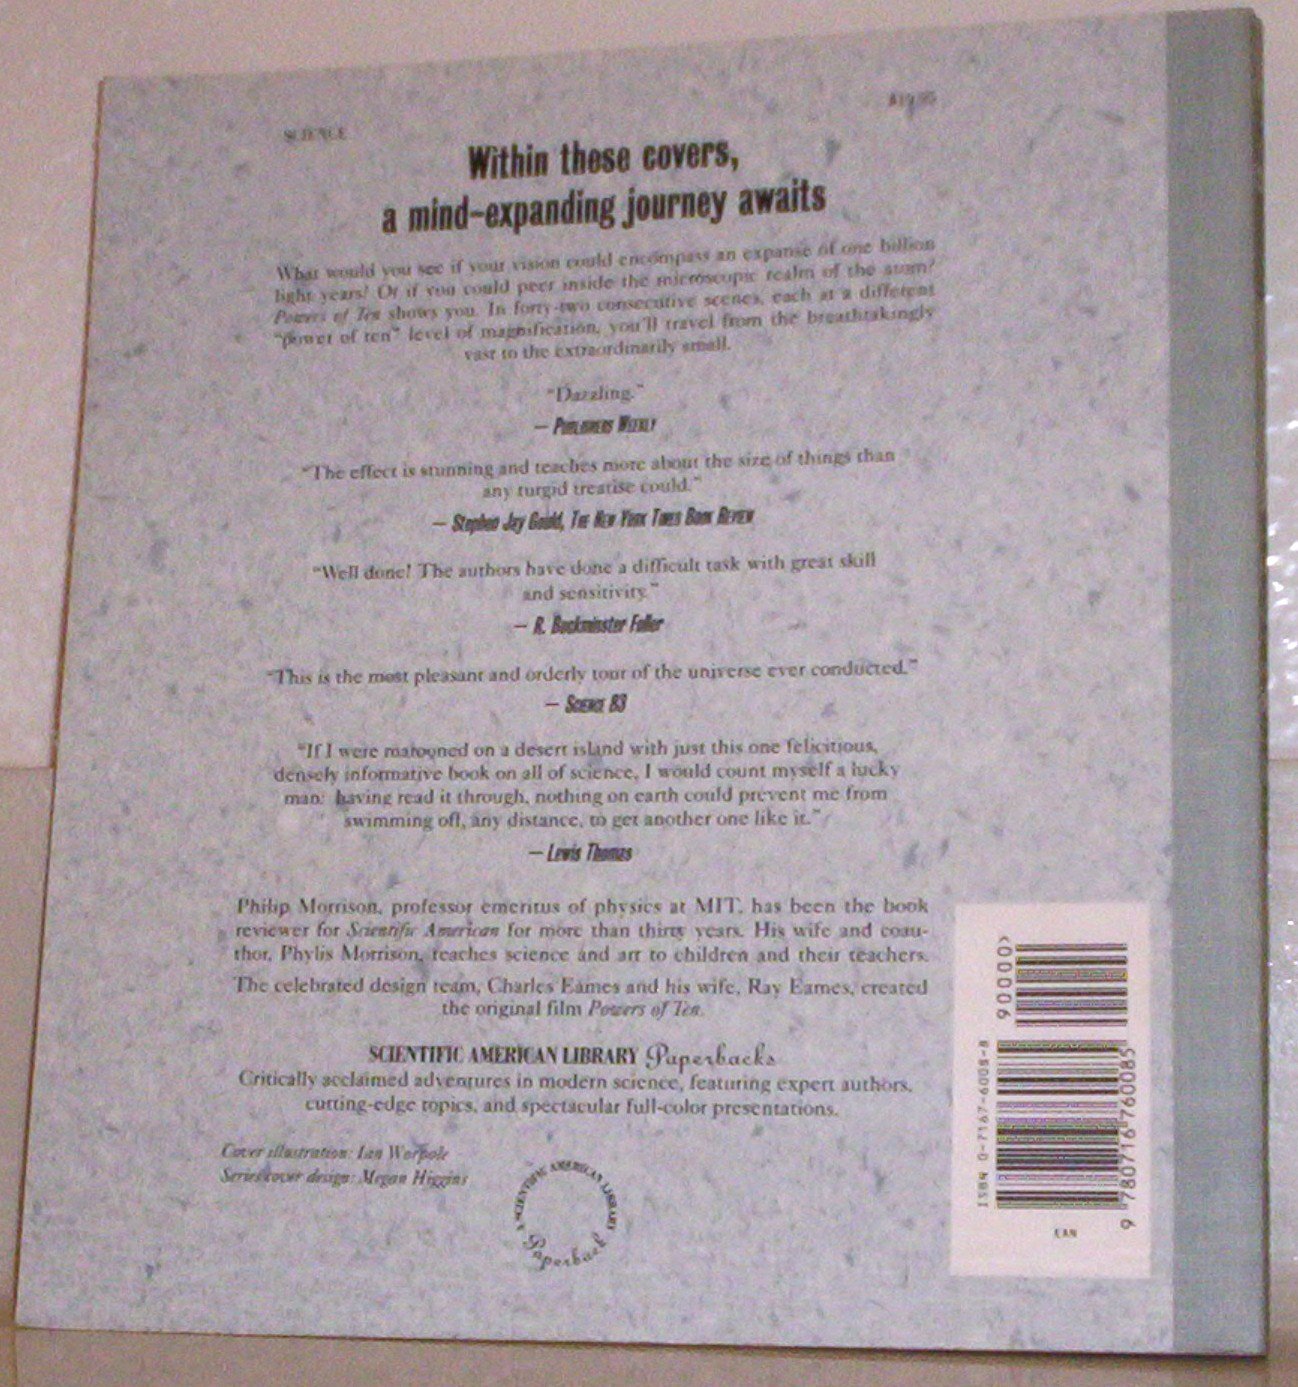 SCIENCE
Within these covers,
a mind-expanding journey awaits
What would you see if your vision could encompass an expanse of one billion
light years? Or if you could peer inside the microscopic realm of the atom?
Powers of Ten shows you. In forty-two consecutive scenes, each at a different
"power of ten" level of magnification, you'll travel from the breathtakingly
vast to the extraordinarily small.
"Dazzling."
— PUBLISHERS WEEKLY
"The effect is stunning and teaches more about the size of things than
any turgid treatise could."
— Stephen Jay Gould, THE NEW YORK TIMES BOOK REVIEW
"Well done! The authors have done a difficult task with great skill
and sensitivity."
— R. Buckminster Fuller
"This is the most pleasant and orderly tour of the universe ever conducted."
— SCIENCE 83
"If I were marooned on a desert island with just this one felicitious,
densely informative book on all of science, I would count myself a lucky
man: having read it through, nothing on earth could prevent me from
swimming off, any distance, to get another one like it."
— Lewis Thomas
Philip Morrison, professor emeritus of physics at MIT, has been the book
reviewer for Scientific American for more than thirty years. His wife and coau-
thor, Phylis Morrison, teaches science and art to children and their teachers.
The celebrated design team, Charles Eames and his wife, Ray Eames, created
the original film Powers of Ten.
SCIENTIFIC AMERICAN LIBRARY Paperbacks
Critically acclaimed adventures in modern science, featuring expert authors,
cutting-edge topics, and spectacular full-color presentations.
Cover illustration: Ian Worpole
Series cover design: Megan Higgins
A SCIENTIFIC AMERICAN LIBRARY
Paperback
90000>
ISBN 0-7167-6008-8
9 780716 760085
EAN